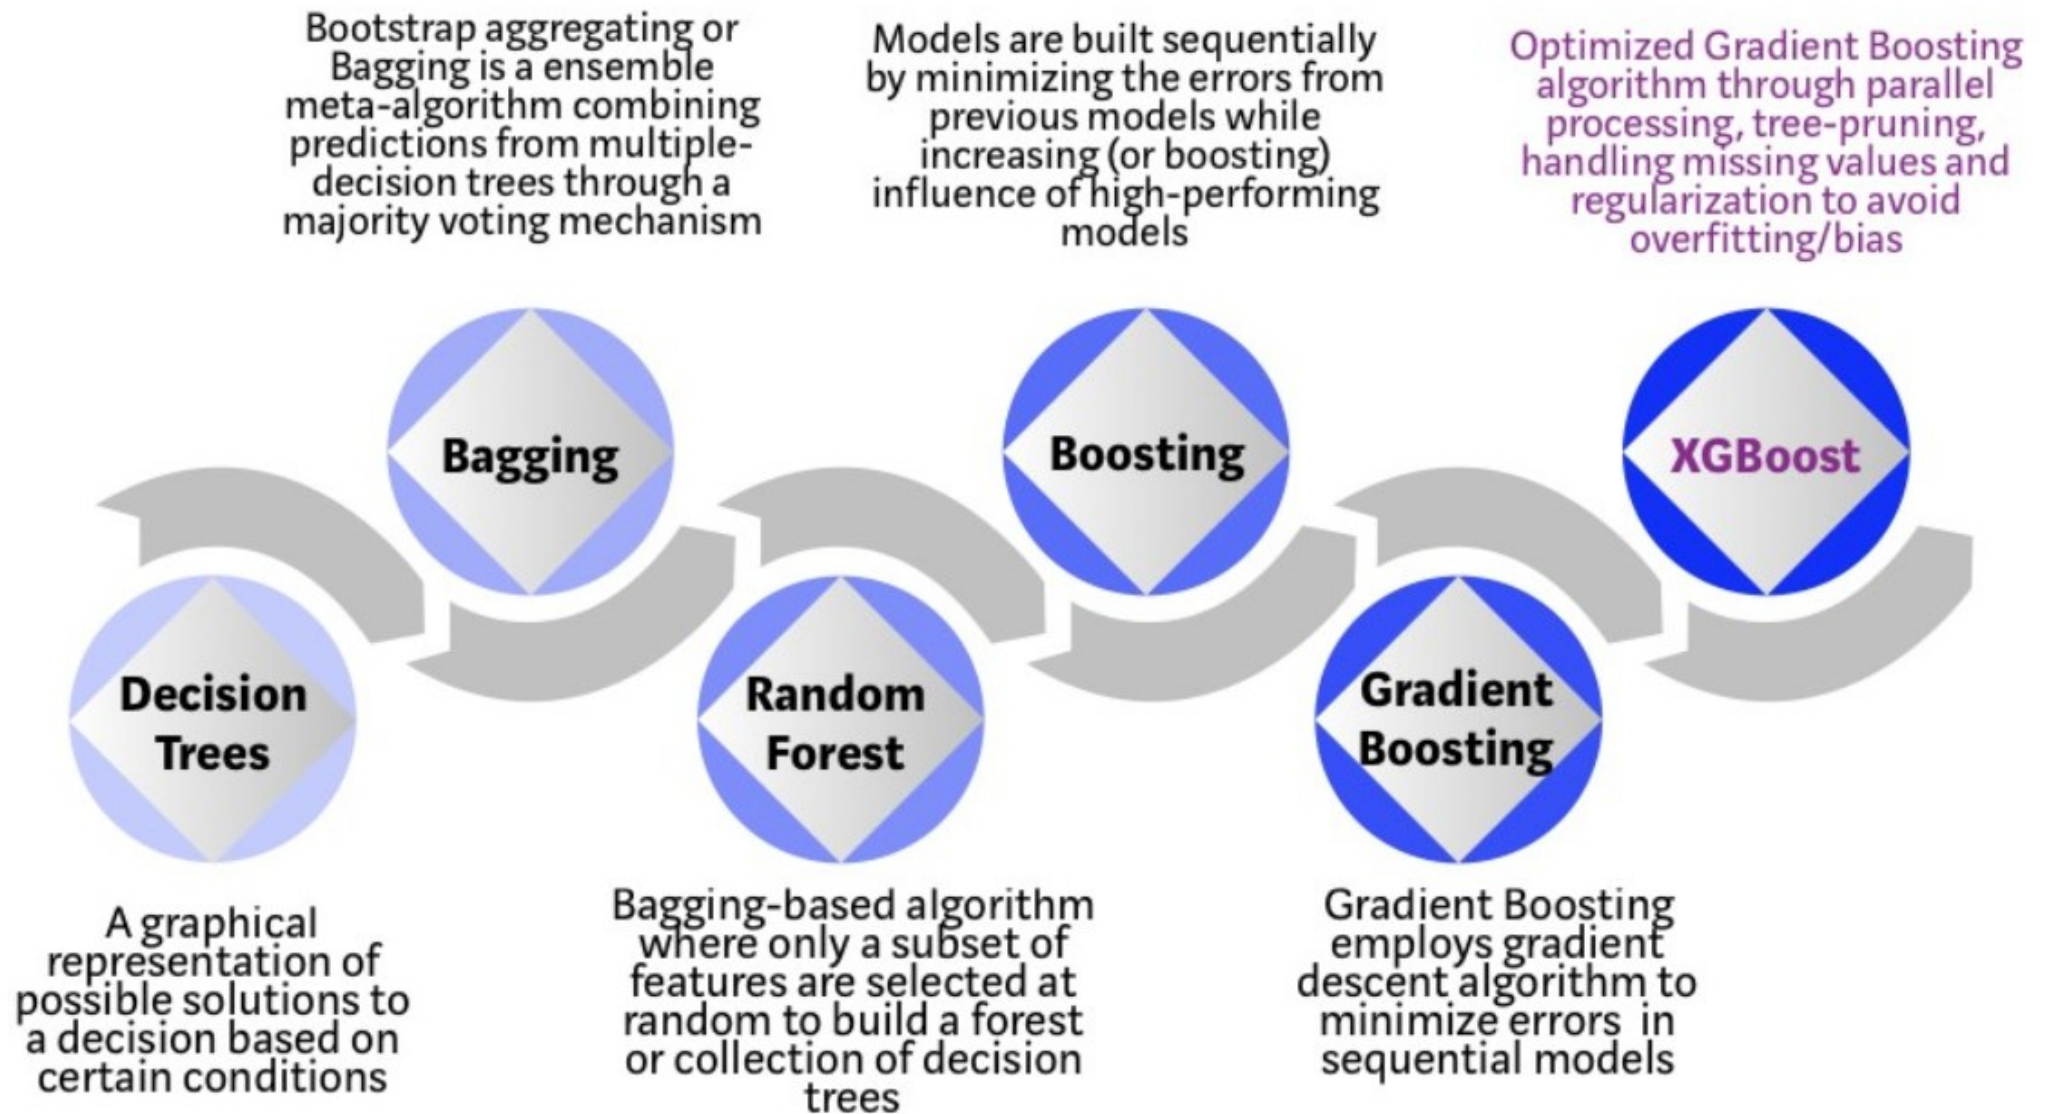 Bootstrap aggregating or
Bagging is a ensemble
meta-algorithm combining
predictions from multiple-
decision trees through a
majority voting mechanism
Models are built sequentially
by minimizing the errors from
previous models while
increasing (or boosting)
influence of high-performing
models
Optimized Gradient Boosting
algorithm through parallel
processing, tree-pruning,
handling missing values and
regularization to avoid
overfitting/bias
Bagging
Boosting
XGBoost
Decision
Trees
Random
Forest
Gradient
Boosting
A graphical
representation of
possible solutions to
a decision based on
certain conditions
Bagging-based algorithm
where only a subset of
features are selected at
random to build a forest
or collection of decision
trees
Gradient Boosting
employs gradient
descent algorithm to
minimize errors in
sequential models